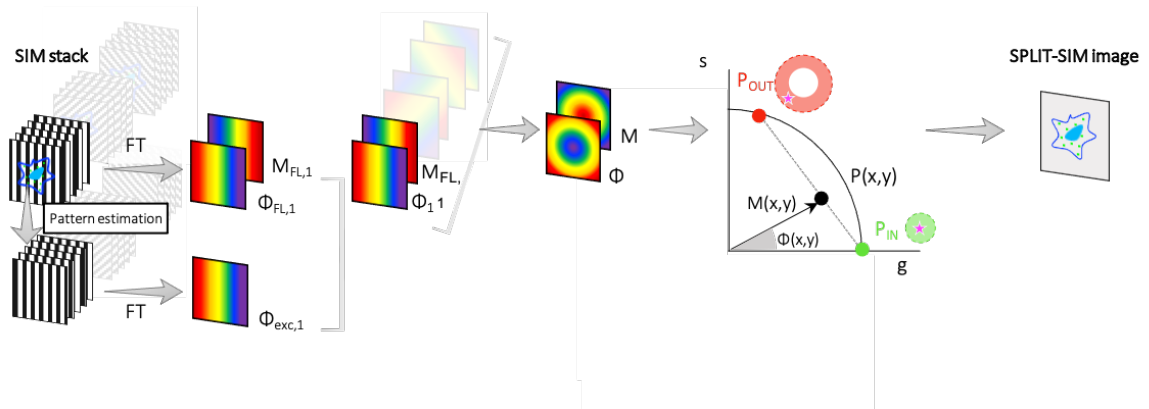 SIM stack
SPLIT-SIM image
FT
M_FL,1
Φ_FL,1
Pattern estimation
FT
Φ_exc,1
M_FL,
Φ_1 1
M
Φ
s
P_OUT
P(x,y)
M(x,y)
Φ(x,y)
P_IN
g